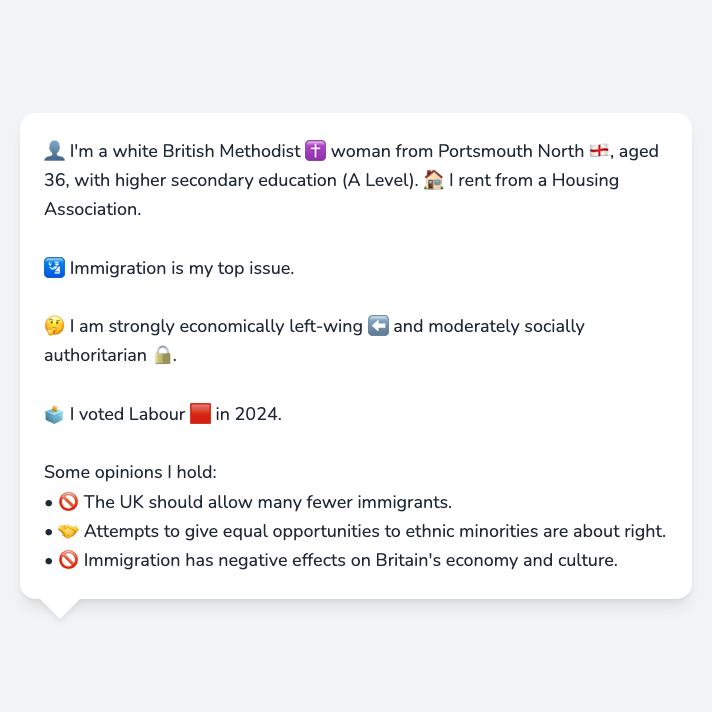 👤 I'm a white British Methodist ✝️ woman from Portsmouth North 🏴󠁧󠁢󠁥󠁮󠁧󠁿, aged
36, with higher secondary education (A Level). 🏠 I rent from a Housing
Association.
🛂 Immigration is my top issue.
🤔 I am strongly economically left-wing ⬅️ and moderately socially
authoritarian 🔒.
🗳️ I voted Labour 🟥 in 2024.
Some opinions I hold:
• 🚫 The UK should allow many fewer immigrants.
• 🤝 Attempts to give equal opportunities to ethnic minorities are about right.
• 🚫 Immigration has negative effects on Britain's economy and culture.